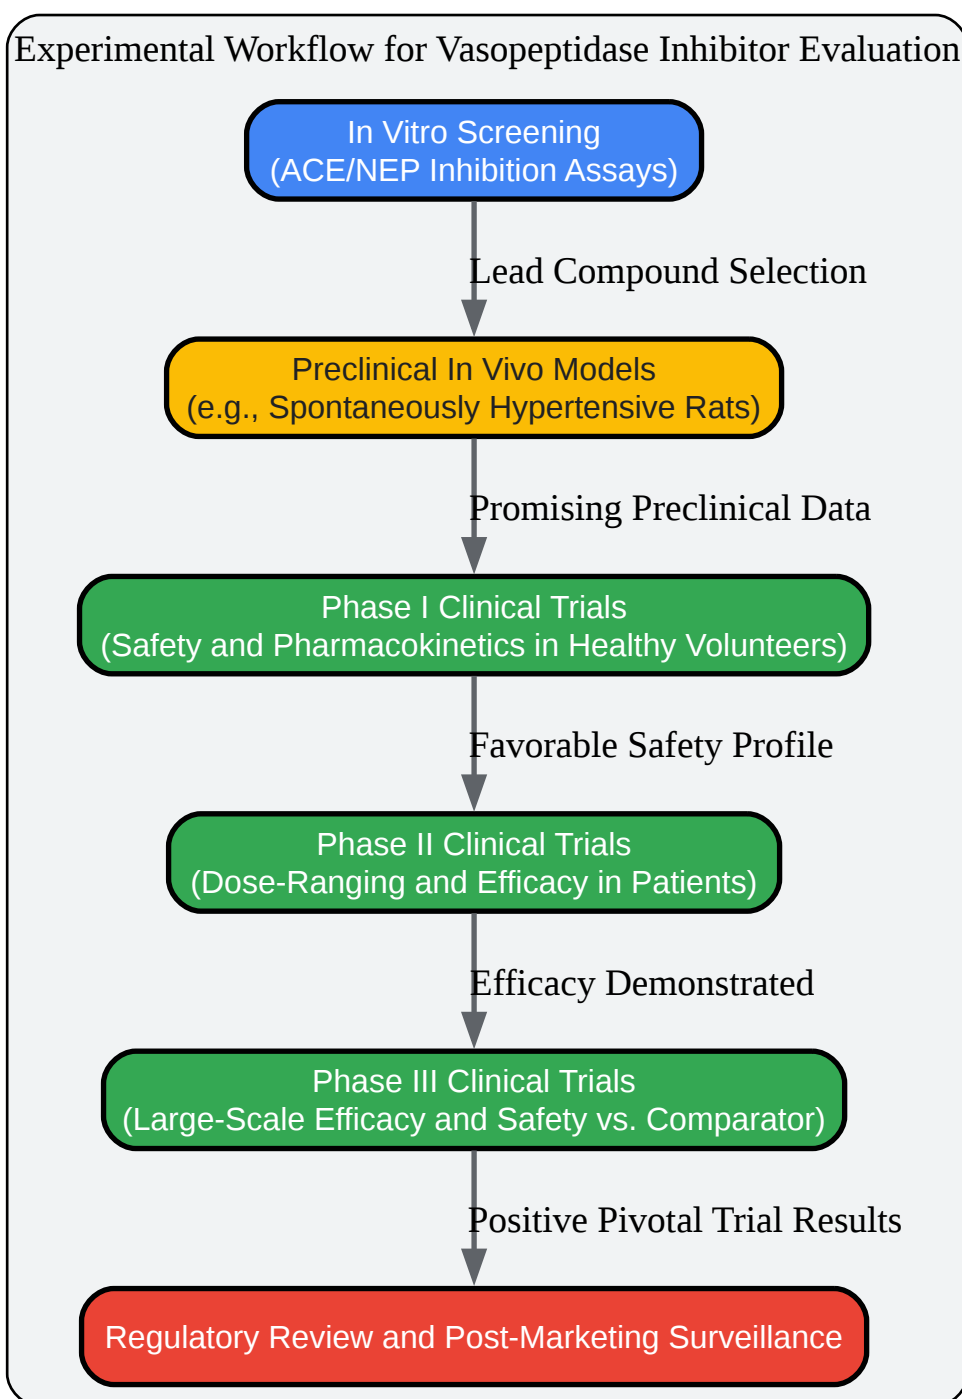 Experimental Workflow for Vasopeptidase Inhibitor Evaluation
In Vitro Screening
(ACE/NEP Inhibition Assays)
Lead Compound Selection
Preclinical In Vivo Models
(e.g., Spontaneously Hypertensive Rats)
Promising Preclinical Data
Phase I Clinical Trials
(Safety and Pharmacokinetics in Healthy Volunteers)
Favorable Safety Profile
Phase II Clinical Trials
(Dose-Ranging and Efficacy in Patients)
Efficacy Demonstrated
Phase III Clinical Trials
(Large-Scale Efficacy and Safety vs. Comparator)
Positive Pivotal Trial Results
Regulatory Review and Post-Marketing Surveillance